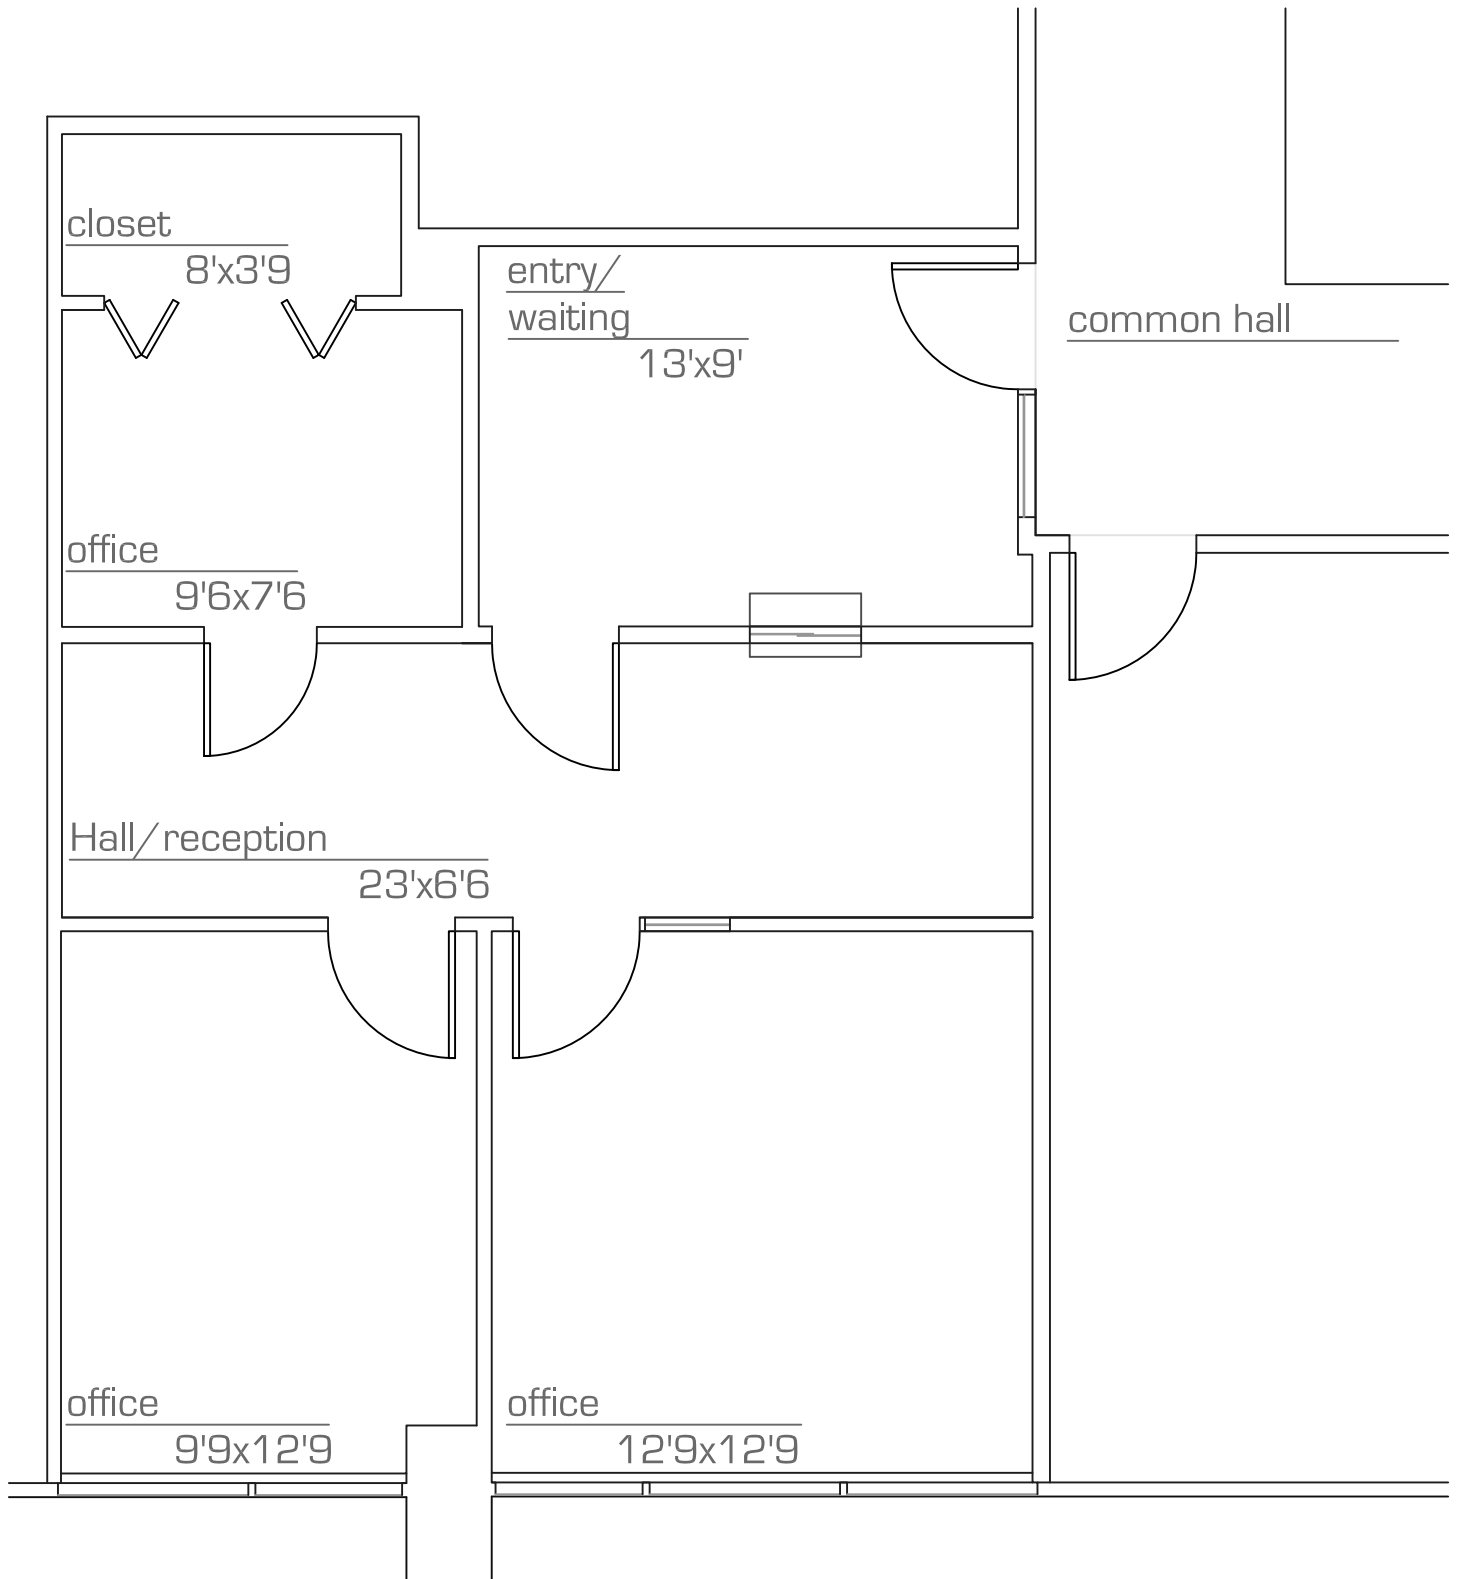 closet
8'x3'9
entry/
waiting
13'x9'
common hall
office
9'6x7'6
Hall/reception
23'x6'6
office
9'9x12'9
office
12'9x12'9